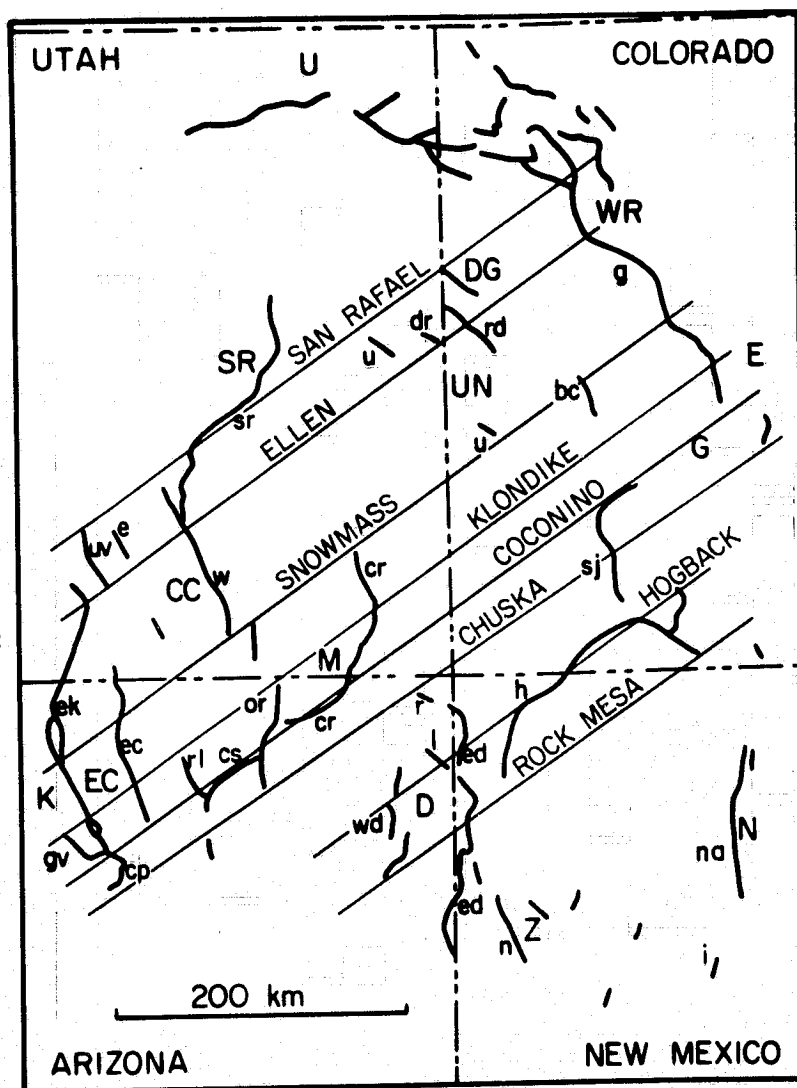 UTAH
COLORADO
U
WR
SAN RAFAEL
DG
g
dr
rd
u
SR
E
UN
bc
sr
ELLEN
u
G
KLONDIKE
SNOWMASS
COCONINO
uv
e
cr
sj
CC
w
CHUSKA
HOGBACK
M
ek
or
r
h
cr
ROCK MESA
ec
l
ed
rl
cs
EC
K
D
wd
N
gv
na
cp
ed
n
Z
i
200 km
ARIZONA
NEW MEXICO